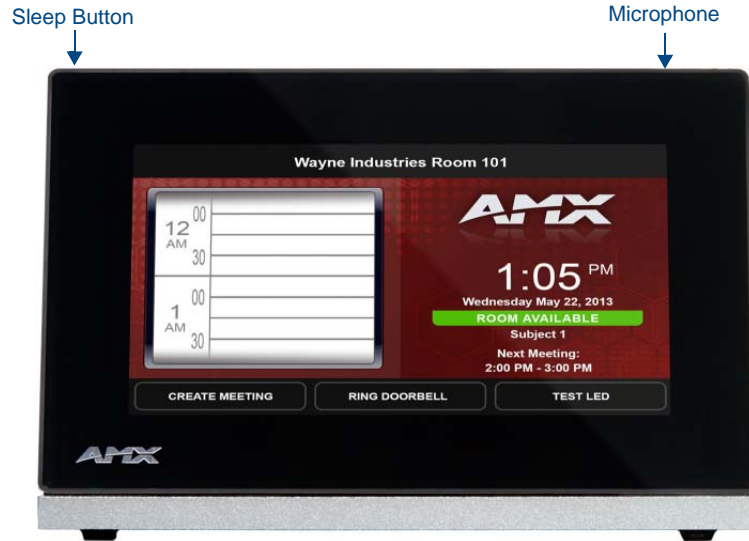 Sleep Button
Microphone
Wayne Industries Room 101
12 AM 00
30
1 AM 00
30
AMX
1:05 PM
Wednesday May 22, 2013
ROOM AVAILABLE
Subject 1
Next Meeting:
2:00 PM - 3:00 PM
CREATE MEETING
RING DOORBELL
TEST LED
AMX